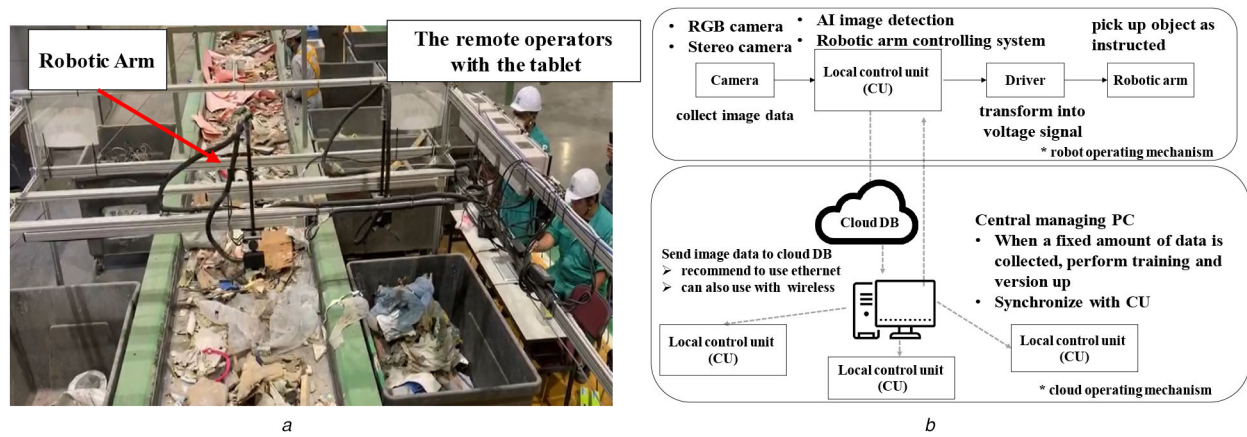 Robotic Arm
The remote operators
with the tablet
a
• RGB camera
• Stereo camera
• AI image detection
• Robotic arm controlling system
pick up object as
instructed
Camera
Local control unit
(CU)
Driver
Robotic arm
collect image data
transform into
voltage signal
* robot operating mechanism
Cloud DB
Send image data to cloud DB
➢ recommend to use ethernet
➢ can also use with wireless
Central managing PC
• When a fixed amount of data is
collected, perform training and
version up
• Synchronize with CU
Local control unit
(CU)
Local control unit
(CU)
Local control unit
(CU)
* cloud operating mechanism
b